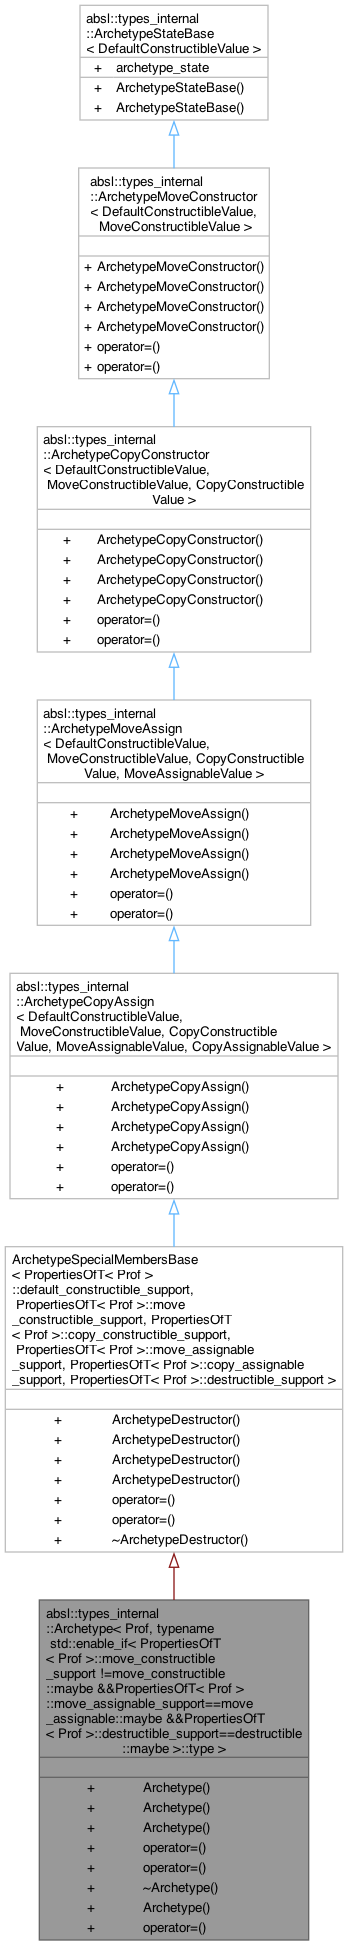 absl::types_internal
::ArchetypeStateBase
< DefaultConstructibleValue >
+ archetype_state
+ ArchetypeStateBase()
+ ArchetypeStateBase()
absl::types_internal
::ArchetypeMoveConstructor
< DefaultConstructibleValue,
MoveConstructibleValue >
+ ArchetypeMoveConstructor()
+ ArchetypeMoveConstructor()
+ ArchetypeMoveConstructor()
+ ArchetypeMoveConstructor()
+ operator=()
+ operator=()
absl::types_internal
::ArchetypeCopyConstructor
< DefaultConstructibleValue,
MoveConstructibleValue, CopyConstructible
Value >
+ ArchetypeCopyConstructor()
+ ArchetypeCopyConstructor()
+ ArchetypeCopyConstructor()
+ ArchetypeCopyConstructor()
+ operator=()
+ operator=()
absl::types_internal
::ArchetypeMoveAssign
< DefaultConstructibleValue,
MoveConstructibleValue, CopyConstructible
Value, MoveAssignableValue >
+ ArchetypeMoveAssign()
+ ArchetypeMoveAssign()
+ ArchetypeMoveAssign()
+ ArchetypeMoveAssign()
+ operator=()
+ operator=()
absl::types_internal
::ArchetypeCopyAssign
< DefaultConstructibleValue,
MoveConstructibleValue, CopyConstructible
Value, MoveAssignableValue, CopyAssignableValue >
+ ArchetypeCopyAssign()
+ ArchetypeCopyAssign()
+ ArchetypeCopyAssign()
+ ArchetypeCopyAssign()
+ operator=()
+ operator=()
ArchetypeSpecialMembersBase
< PropertiesOfT< Prof >
::default_constructible_support,
PropertiesOfT< Prof >::move
_constructible_support, PropertiesOfT
< Prof >::copy_constructible_support,
PropertiesOfT< Prof >::move_assignable
_support, PropertiesOfT< Prof >::copy_assignable
_support, PropertiesOfT< Prof >::destructible_support >
+ ArchetypeDestructor()
+ ArchetypeDestructor()
+ ArchetypeDestructor()
+ ArchetypeDestructor()
+ operator=()
+ operator=()
+ ~ArchetypeDestructor()
absl::types_internal
::Archetype< Prof, typename
std::enable_if< PropertiesOfT
< Prof >::move_constructible
_support !=move_constructible
::maybe &&PropertiesOfT< Prof >
::move_assignable_support==move
_assignable::maybe &&PropertiesOfT
< Prof >::destructible_support==destructible
::maybe >::type >
+ Archetype()
+ Archetype()
+ Archetype()
+ operator=()
+ operator=()
+ ~Archetype()
+ Archetype()
+ operator=()